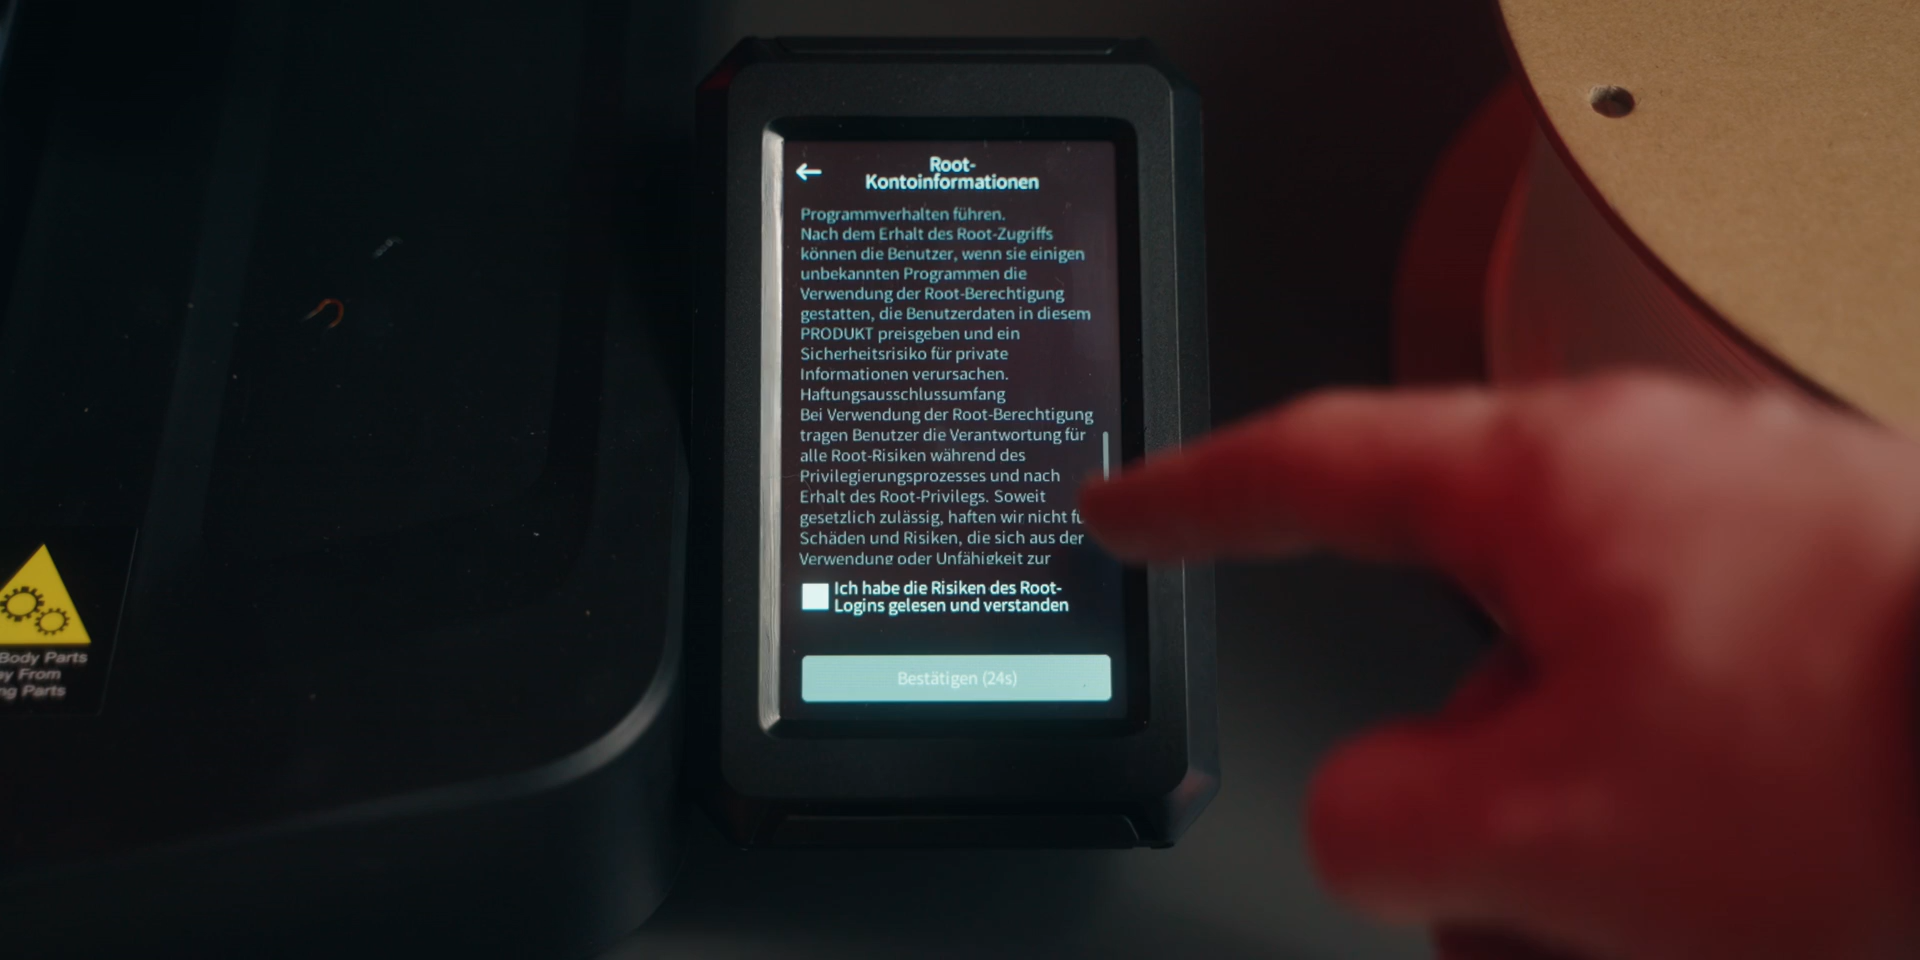 Root-
Kontoinformationen
Programmverhalten führen.
Nach dem Erhalt des Root-Zugriffs
können die Benutzer, wenn sie einigen
unbekannten Programmen die
Verwendung der Root-Berechtigung
gestatten, die Benutzerdaten in diesem
PRODUKT preisgeben und ein
Sicherheitsrisiko für private
Informationen verursachen.
Haftungsausschlussumfang
Bei Verwendung der Root-Berechtigung
tragen Benutzer die Verantwortung für
alle Root-Risiken während des
Privilegierungsprozesses und nach
Erhalt des Root-Privilegs. Soweit
gesetzlich zulässig, haften wir nicht
Schäden und Risiken, die sich aus der
Verwendung oder Unfähigkeit zur
Ich habe die Risiken des Root-
Logins gelesen und verstanden
Bestätigen (24s)
Body Parts
From
Parts